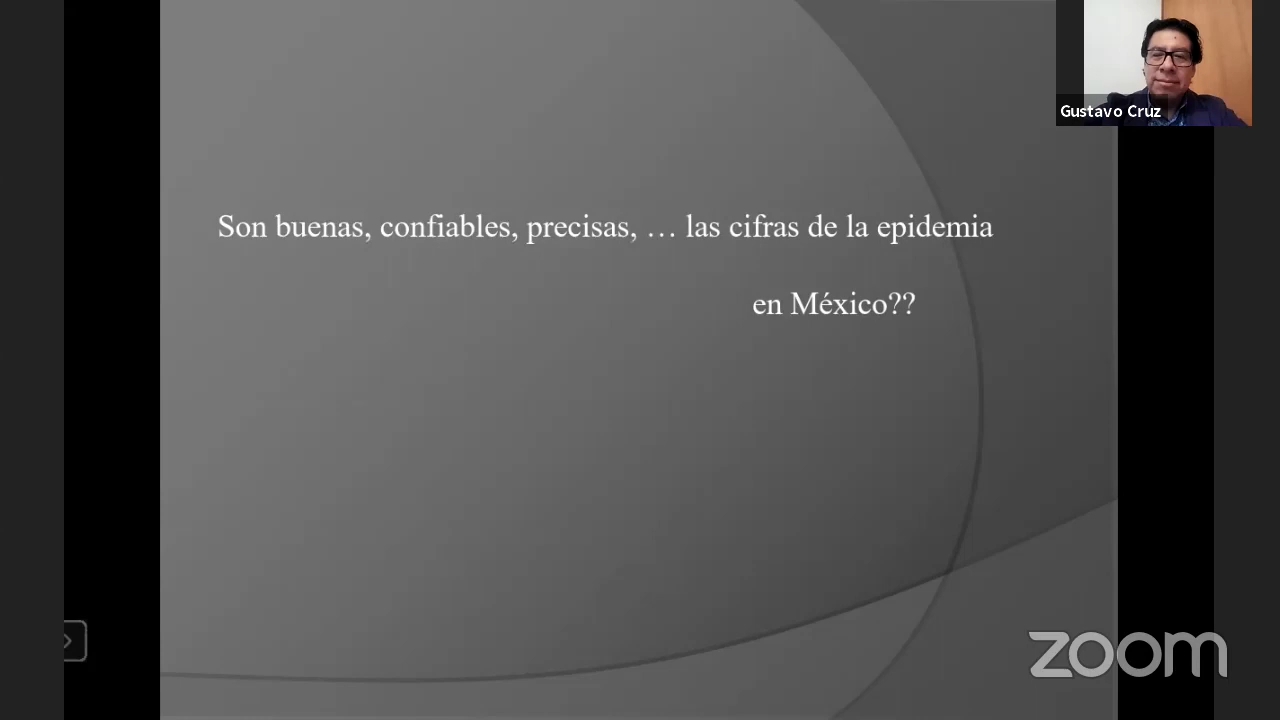 Gustavo Cruz
Son buenas, confiables, precisas, … las cifras de la epidemia
en México??
zoom